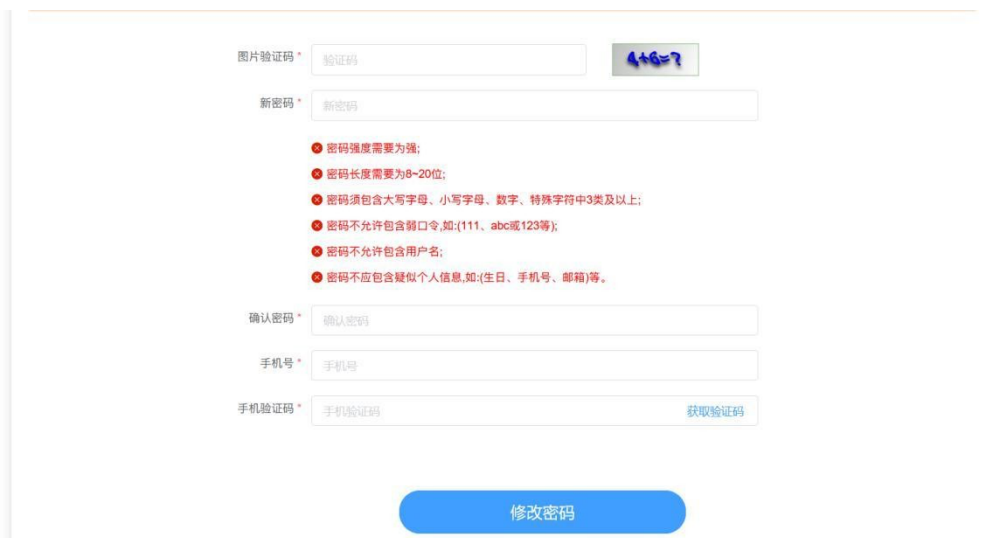 图片验证码 * 验证码 4+6=?
新密码 * 新密码
密码强度需要为强;
密码长度需要为8~20位;
密码须包含大写字母、小写字母、数字、特殊字符中3类及以上;
密码不允许包含弱口令,如:(111、abc或123等);
密码不允许包含用户名;
密码不应包含疑似个人信息,如:(生日、手机号、邮箱)等。
确认密码 * 确认密码
手机号 * 手机号
手机验证码 * 手机验证码 获取验证码
修改密码